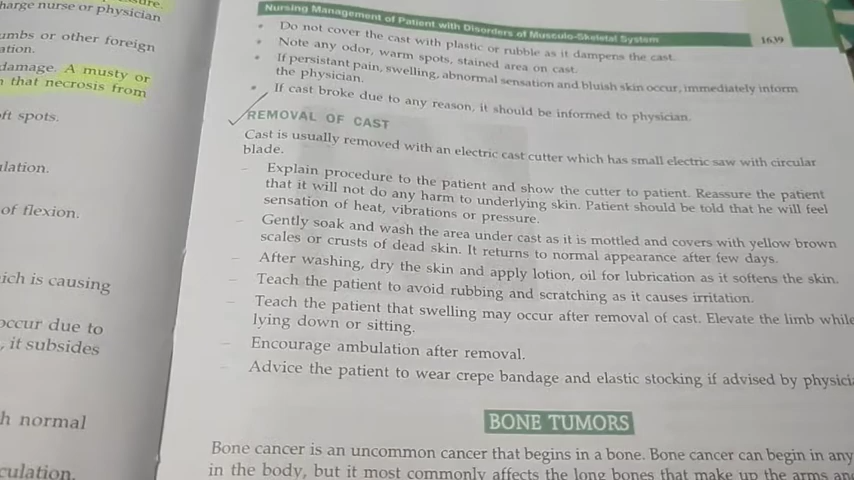 harge nurse or physician
umbs or other foreign
ation.
damage. A musty or
n that necrosis from
oft spots.
ulation.
of flexion.
ich is causing
occur due to
, it subsides
h normal
culation.
Nursing Management of Patient with Disorders of Musculo-Skeletal System
1639
• Do not cover the cast with plastic or rubble as it dampens the cast.
• Note any odor, warm spots, stained area on cast.
• If persistant pain, swelling, abnormal sensation and bluish skin occur, immediately inform
the physician.
• If cast broke due to any reason, it should be informed to physician.
REMOVAL OF CAST
Cast is usually removed with an electric cast cutter which has small electric saw with circular
blade.
– Explain procedure to the patient and show the cutter to patient. Reassure the patient
that it will not do any harm to underlying skin. Patient should be told that he will feel
sensation of heat, vibrations or pressure.
– Gently soak and wash the area under cast as it is mottled and covers with yellow brown
scales or crusts of dead skin. It returns to normal appearance after few days.
– After washing, dry the skin and apply lotion, oil for lubrication as it softens the skin.
– Teach the patient to avoid rubbing and scratching as it causes irritation.
– Teach the patient that swelling may occur after removal of cast. Elevate the limb while
lying down or sitting.
– Encourage ambulation after removal.
– Advice the patient to wear crepe bandage and elastic stocking if advised by physicia
BONE TUMORS
Bone cancer is an uncommon cancer that begins in a bone. Bone cancer can begin in any
in the body, but it most commonly affects the long bones that make up the arms and